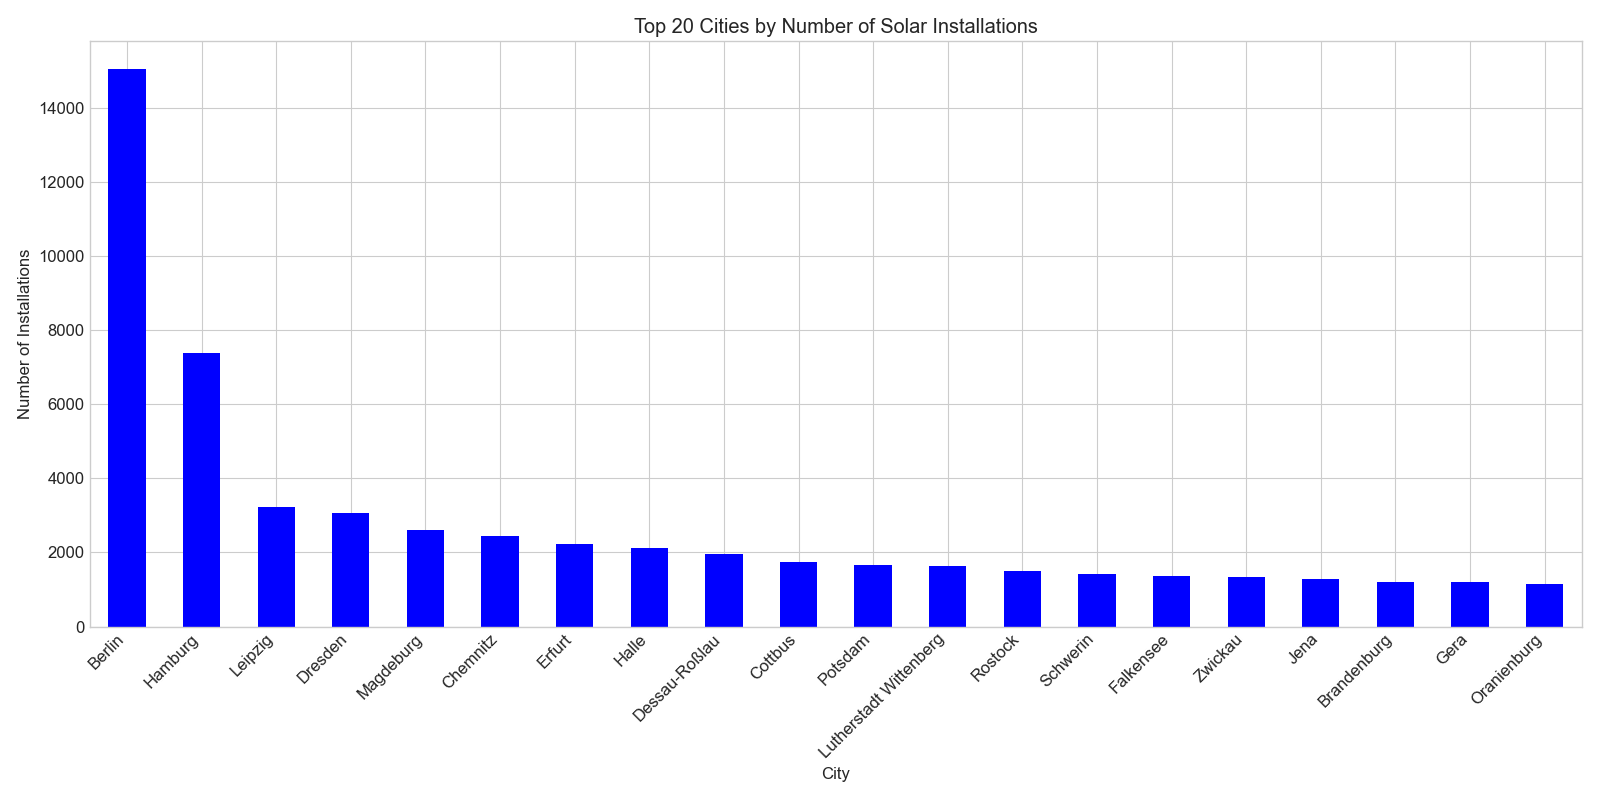 Top 20 Cities by Number of Solar Installations
Number of Installations
14000
12000
10000
8000
6000
4000
2000
0
Berlin
Hamburg
Leipzig
Dresden
Magdeburg
Chemnitz
Erfurt
Halle
Dessau-Roßlau
Cottbus
Potsdam
Lutherstadt Wittenberg
Rostock
Schwerin
Falkensee
Zwickau
Jena
Brandenburg
Gera
Oranienburg
City